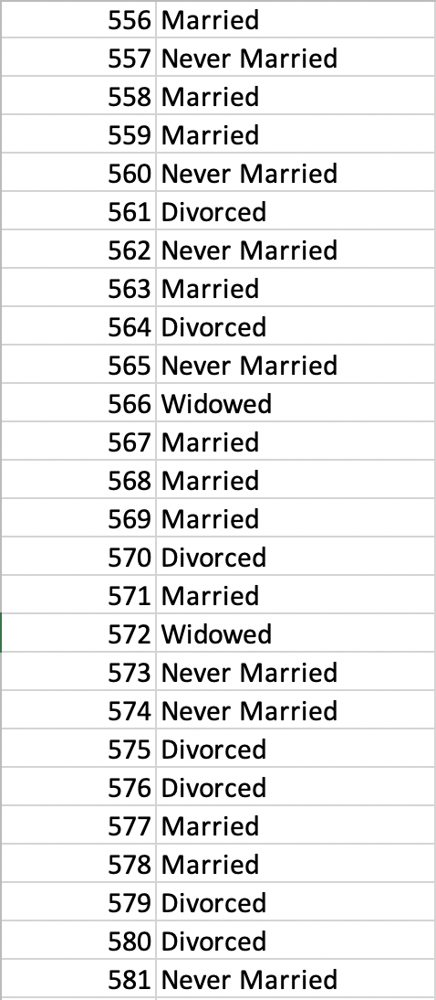 556 Married
557 Never Married
558 Married
559 Married
560 Never Married
561 Divorced
562 Never Married
563 Married
564 Divorced
565 Never Married
566 Widowed
567 Married
568 Married
569 Married
570 Divorced
571 Married
572 Widowed
573 Never Married
574 Never Married
575 Divorced
576 Divorced
577 Married
578 Married
579 Divorced
580 Divorced
581 Never Married